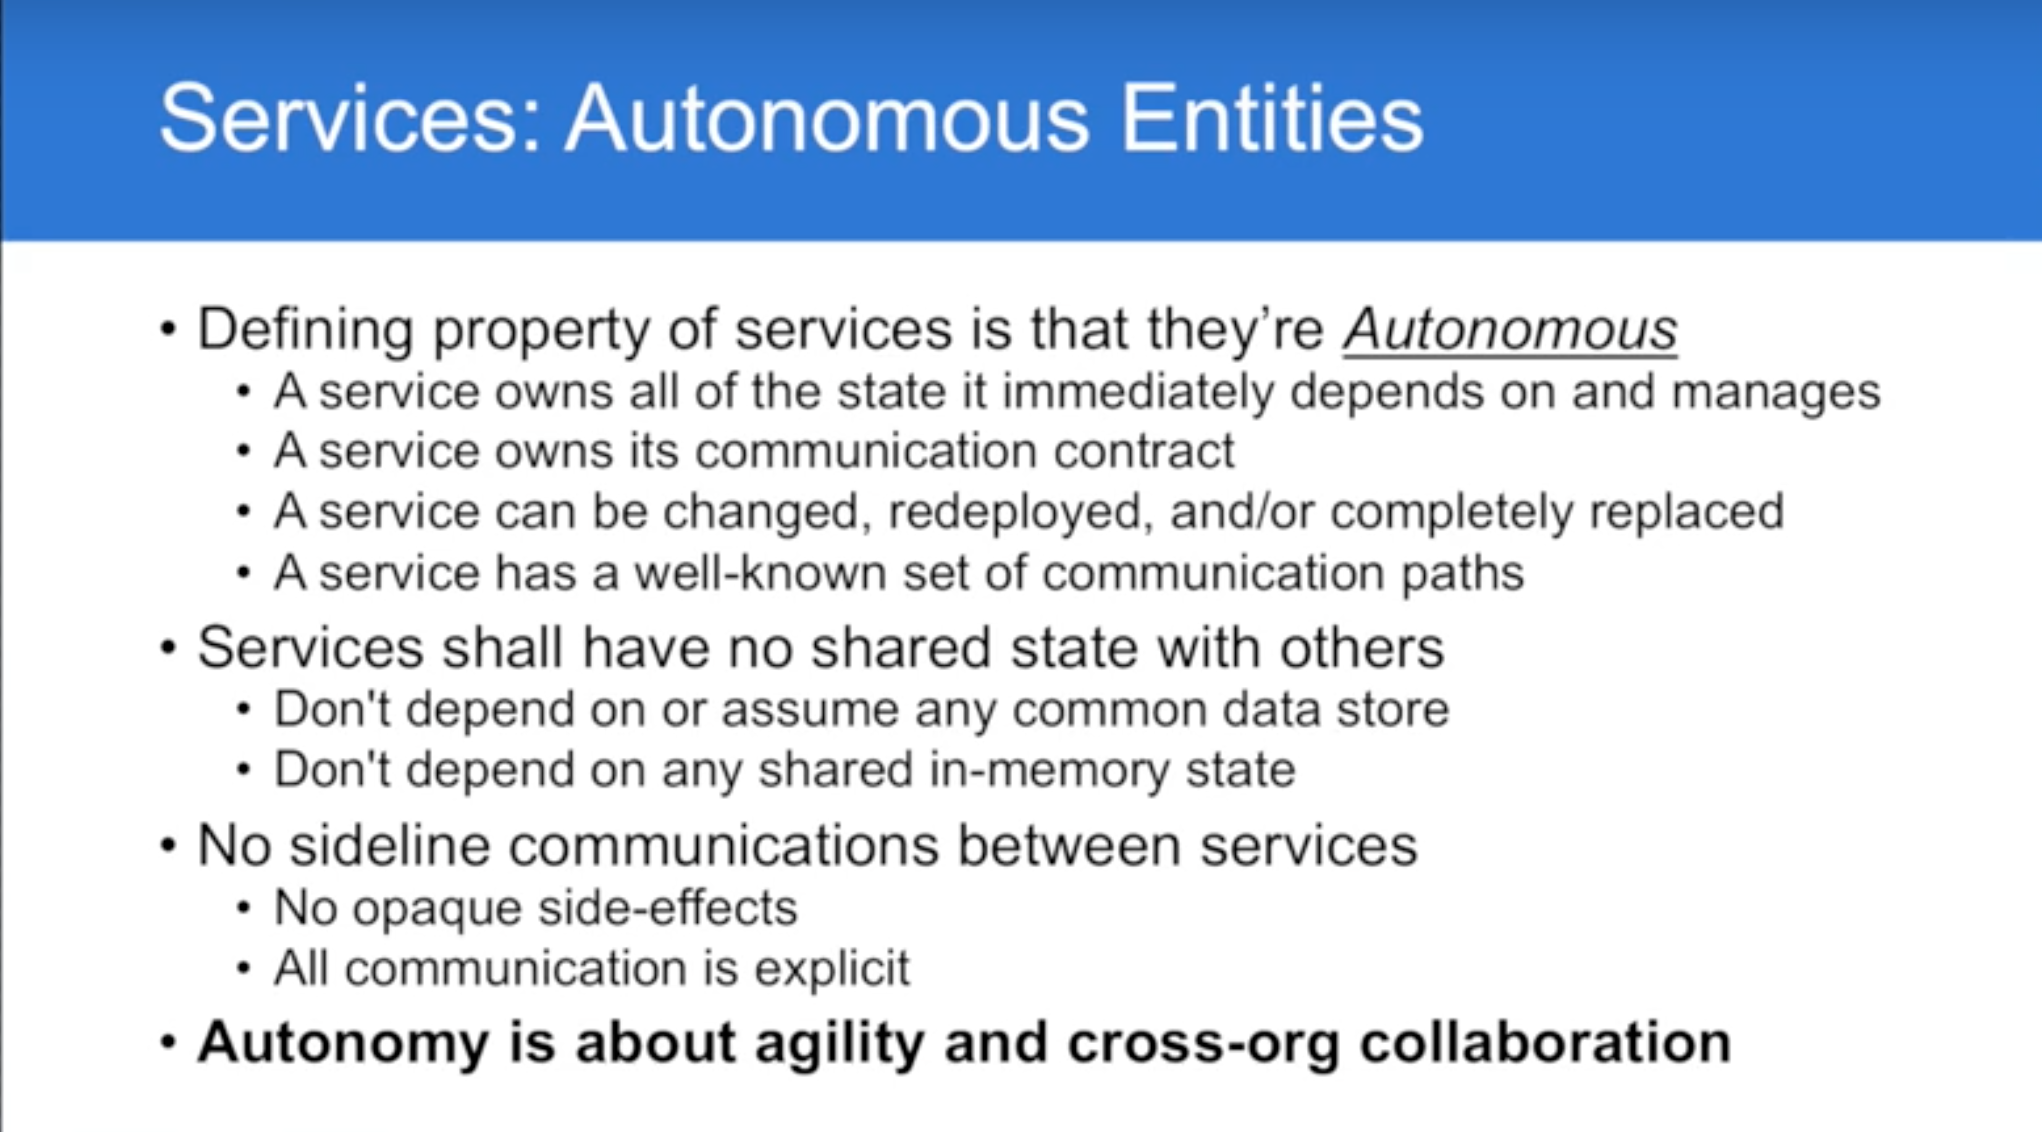 Services: Autonomous Entities
• Defining property of services is that they’re Autonomous
• A service owns all of the state it immediately depends on and manages
• A service owns its communication contract
• A service can be changed, redeployed, and/or completely replaced
• A service has a well-known set of communication paths
• Services shall have no shared state with others
• Don't depend on or assume any common data store
• Don't depend on any shared in-memory state
• No sideline communications between services
• No opaque side-effects
• All communication is explicit
• Autonomy is about agility and cross-org collaboration